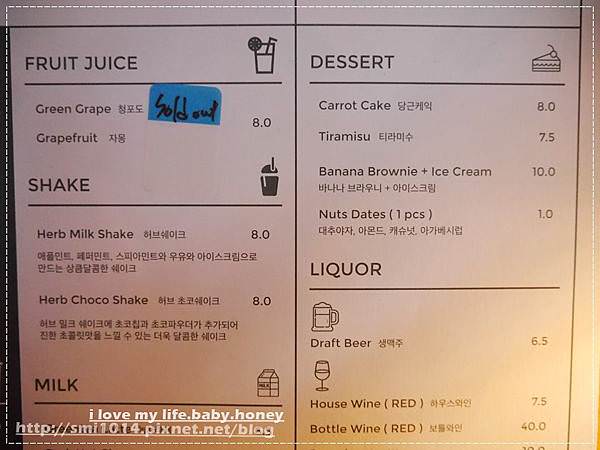 FRUIT JUICE
Green Grape 청포도
Sold out
8.0
Grapefruit 자몽
SHAKE
Herb Milk Shake 허브쉐이크 8.0
애플민트, 페퍼민트, 스피아민트와 우유와 아이스크림으로
만드는 상큼달콤한 쉐이크
Herb Choco Shake 허브 초코쉐이크 8.0
허브 밀크 쉐이크에 초코칩과 초코파우더가 추가되어
진한 초콜릿맛을 느낄 수 있는 더욱 달콤한 쉐이크
MILK
MILK
DESSERT
Carrot Cake 당근케익 8.0
Tiramisu 티라미수 7.5
Banana Brownie + Ice Cream 10.0
바나나 브라우니 + 아이스크림
Nuts Dates ( 1 pcs ) 1.0
대추야자, 아몬드, 캐슈넛, 아가베시럽
LIQUOR
Draft Beer 생맥주 6.5
House Wine ( RED ) 하우스와인 7.5
Bottle Wine ( RED ) 보틀와인 40.0
i love my life.baby.honey
http://smi1014.pixnet.net/blog